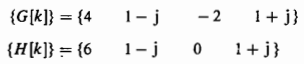 {G[k]} = {4 1 − j − 2 1 + j}
{H[k]} = {6 1 − j 0 1 + j}